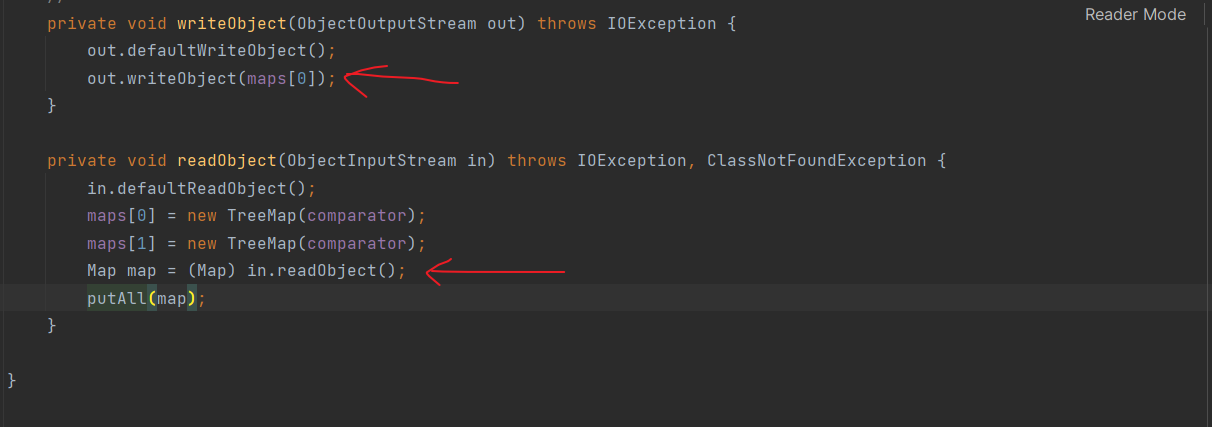 Reader Mode
private void writeObject(ObjectOutputStream out) throws IOException {
out.defaultWriteObject();
out.writeObject(maps[0]);
}
private void readObject(ObjectInputStream in) throws IOException, ClassNotFoundException {
in.defaultReadObject();
maps[0] = new TreeMap(comparator);
maps[1] = new TreeMap(comparator);
Map map = (Map) in.readObject();
putAll(map);
}
}